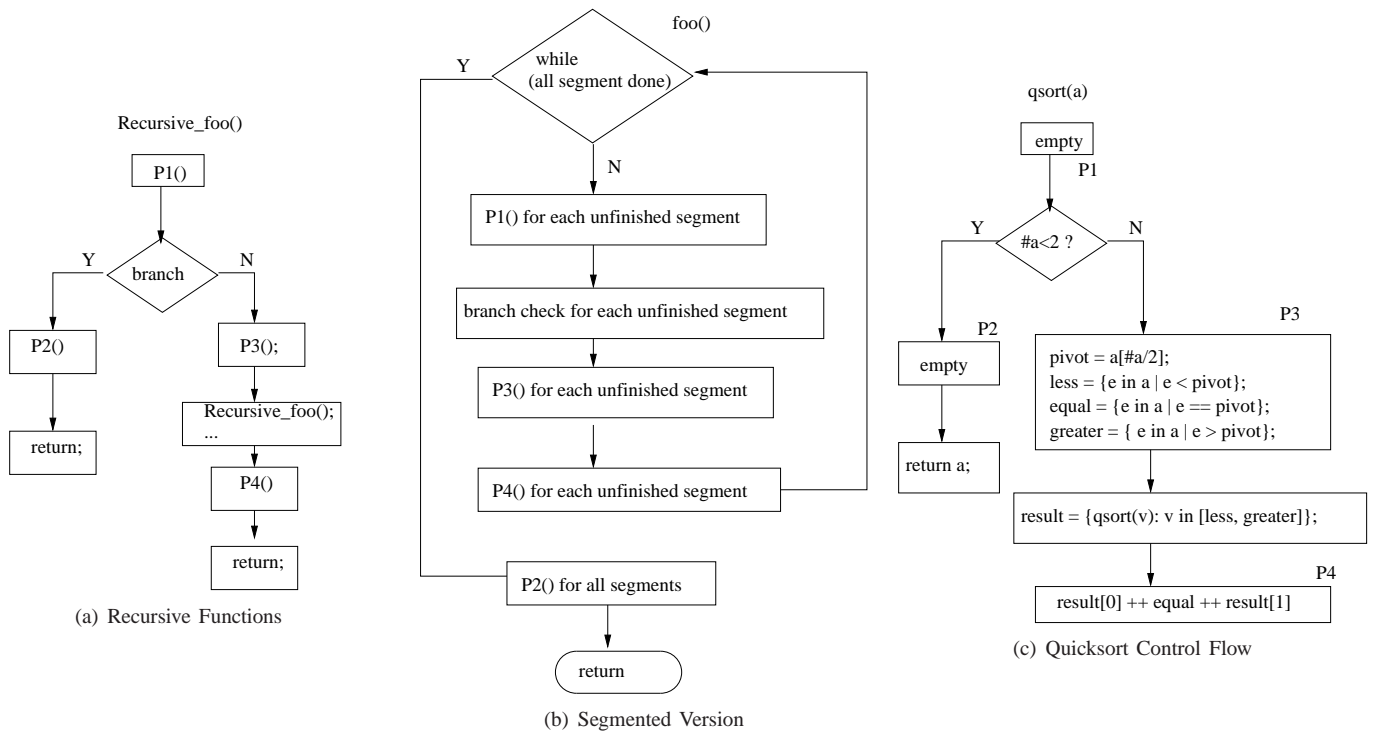 Recursive_foo()
P1()
branch
Y
N
P2()
return;
P3();
Recursive_foo();
...
P4()
return;
(a) Recursive Functions
foo()
while
(all segment done)
Y
N
P1() for each unfinished segment
branch check for each unfinished segment
P3() for each unfinished segment
P4() for each unfinished segment
P2() for all segments
return
(b) Segmented Version
qsort(a)
empty
P1
#a<2 ?
Y
N
P2
empty
return a;
P3
pivot = a[#a/2];
less = {e in a | e < pivot};
equal = {e in a | e == pivot};
greater = { e in a | e > pivot};
result = {qsort(v): v in [less, greater]};
P4
result[0] ++ equal ++ result[1]
(c) Quicksort Control Flow